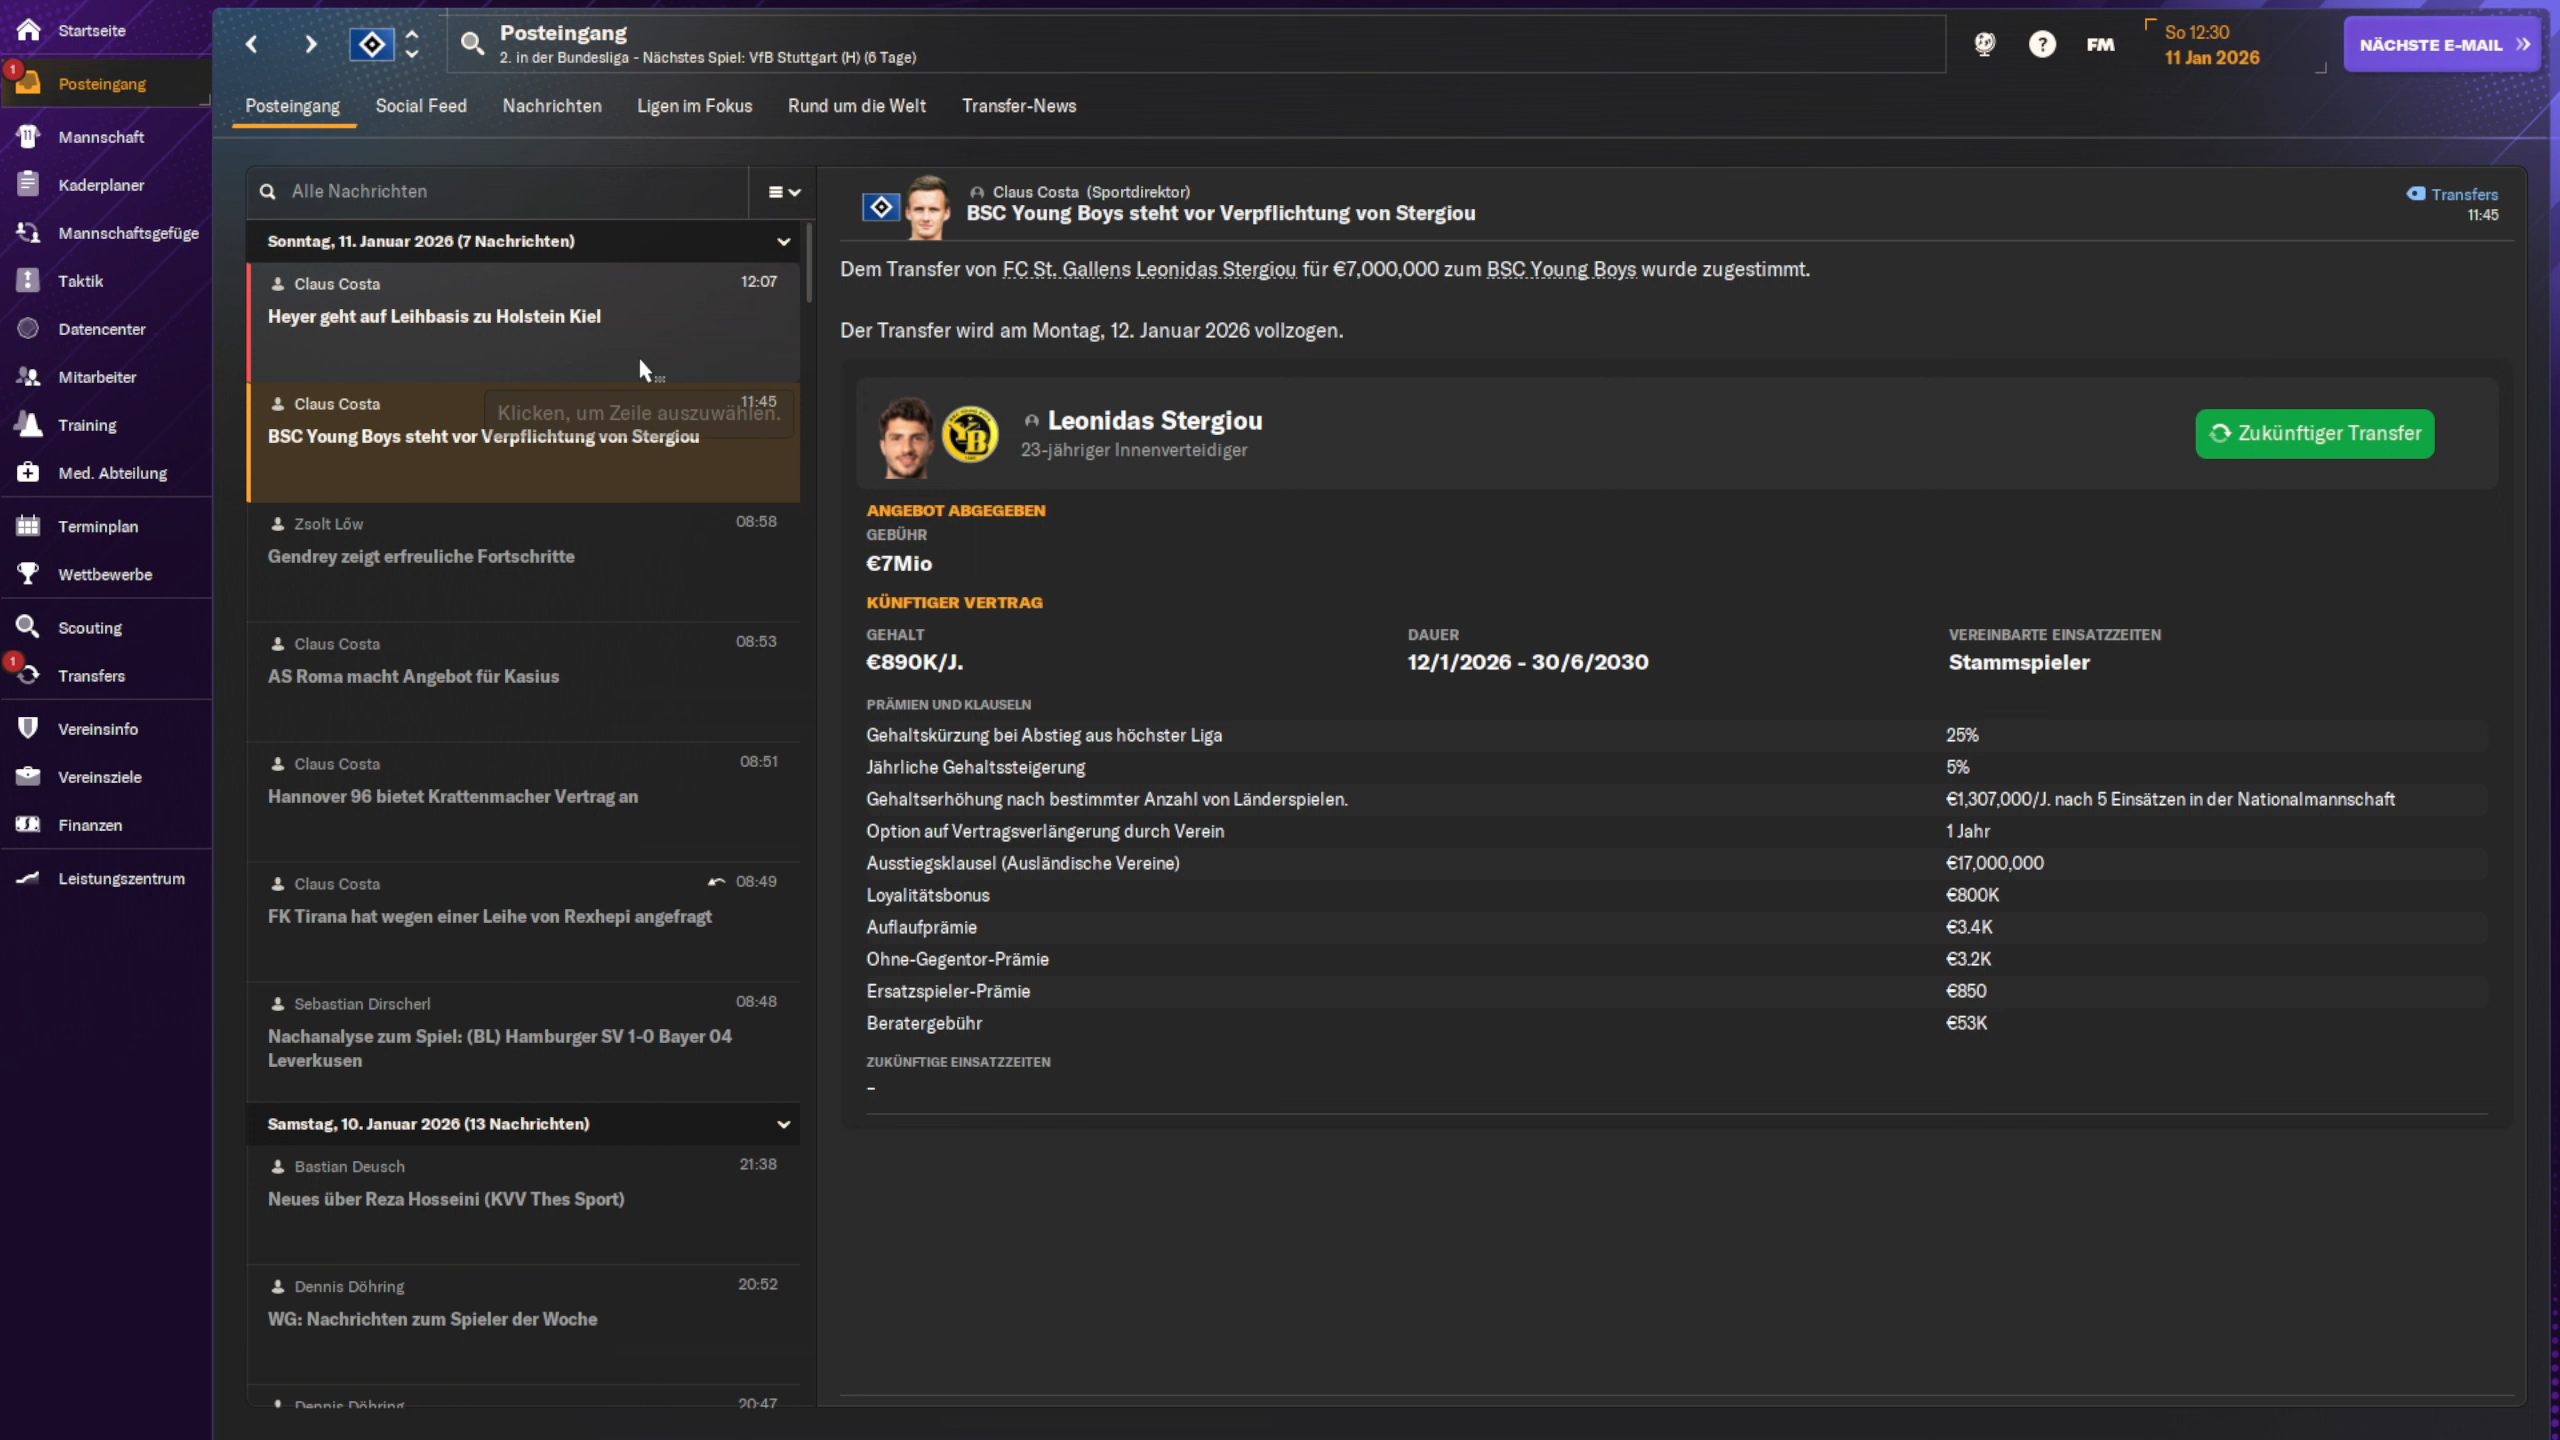 Startseite
1
Posteingang
Mannschaft
Kaderplaner
Mannschaftsgefüge
Taktik
Datencenter
Mitarbeiter
Training
Med. Abteilung
Terminplan
Wettbewerbe
Scouting
1
Transfers
Vereinsinfo
Vereinsziele
Finanzen
Leistungszentrum
Posteingang
2. in der Bundesliga - Nächstes Spiel: VfB Stuttgart (H) (6 Tage)
?
FM
So 12:30
11 Jan 2026
NÄCHSTE E-MAIL
Posteingang Social Feed Nachrichten Ligen im Fokus Rund um die Welt Transfer-News
Alle Nachrichten
Sonntag, 11. Januar 2026 (7 Nachrichten)
Claus Costa 12:07
Heyer geht auf Leihbasis zu Holstein Kiel
Claus Costa 11:45
Klicken, um Zeile auszuwählen.
BSC Young Boys steht vor Verpflichtung von Stergiou
Zsolt Lőw 08:58
Gendrey zeigt erfreuliche Fortschritte
Claus Costa 08:53
AS Roma macht Angebot für Kasius
Claus Costa 08:51
Hannover 96 bietet Krattenmacher Vertrag an
Claus Costa 08:49
FK Tirana hat wegen einer Leihe von Rexhepi angefragt
Sebastian Dirscherl 08:48
Nachanalyse zum Spiel: (BL) Hamburger SV 1-0 Bayer 04
Leverkusen
Samstag, 10. Januar 2026 (13 Nachrichten)
Bastian Deusch 21:38
Neues über Reza Hosseini (KVV Thes Sport)
Dennis Döhring 20:52
WG: Nachrichten zum Spieler der Woche
Dennis Döhring 20:47
Claus Costa (Sportdirektor)
BSC Young Boys steht vor Verpflichtung von Stergiou
Transfers
11:45
Dem Transfer von FC St. Gallens Leonidas Stergiou für €7,000,000 zum BSC Young Boys wurde zugestimmt.
Der Transfer wird am Montag, 12. Januar 2026 vollzogen.
Leonidas Stergiou
23-jähriger Innenverteidiger
Zukünftiger Transfer
ANGEBOT ABGEGEBEN
GEBÜHR
€7Mio
KÜNFTIGER VERTRAG
GEHALT DAUER VEREINBARTE EINSATZZEITEN
€890K/J. 12/1/2026 - 30/6/2030 Stammspieler
PRÄMIEN UND KLAUSELN
Gehaltskürzung bei Abstieg aus höchster Liga 25%
Jährliche Gehaltssteigerung 5%
Gehaltserhöhung nach bestimmter Anzahl von Länderspielen. €1,307,000/J. nach 5 Einsätzen in der Nationalmannschaft
Option auf Vertragsverlängerung durch Verein 1 Jahr
Ausstiegsklausel (Ausländische Vereine) €17,000,000
Loyalitätsbonus €800K
Auflaufprämie €3.4K
Ohne-Gegentor-Prämie €3.2K
Ersatzspieler-Prämie €850
Beratergebühr €53K
ZUKÜNFTIGE EINSATZZEITEN
-